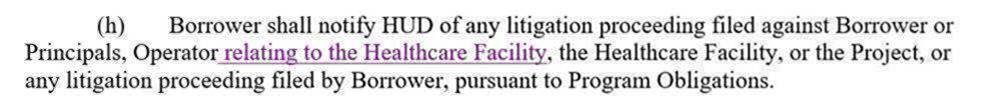 (h) Borrower shall notify HUD of any litigation proceeding filed against Borrower or
Principals, Operator relating to the Healthcare Facility, the Healthcare Facility, or the Project, or
any litigation proceeding filed by Borrower, pursuant to Program Obligations.